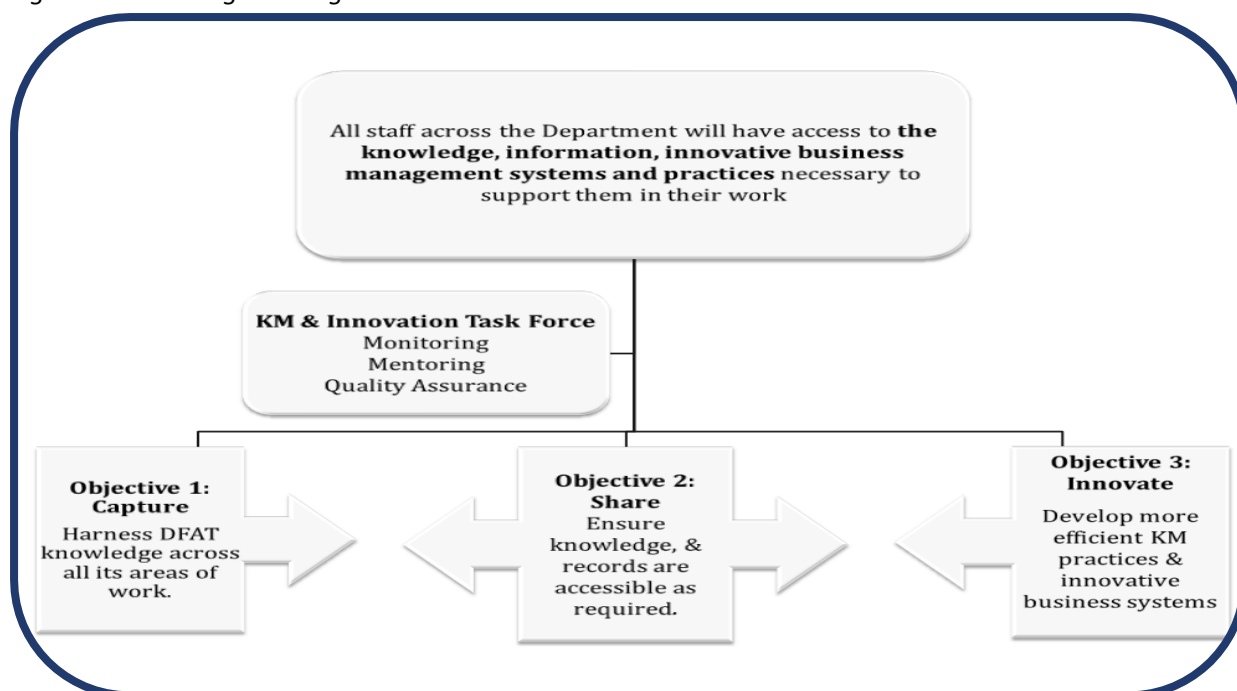 All staff across the Department will have access to the
knowledge, information, innovative business
management systems and practices necessary to
support them in their work
KM & Innovation Task Force
Monitoring
Mentoring
Quality Assurance
Objective 1:
Capture
Harness DFAT
knowledge across
all its areas of
work.
Objective 2:
Share
Ensure
knowledge, &
records are
accessible as
required.
Objective 3:
Innovate
Develop more
efficient KM
practices &
innovative
business systems